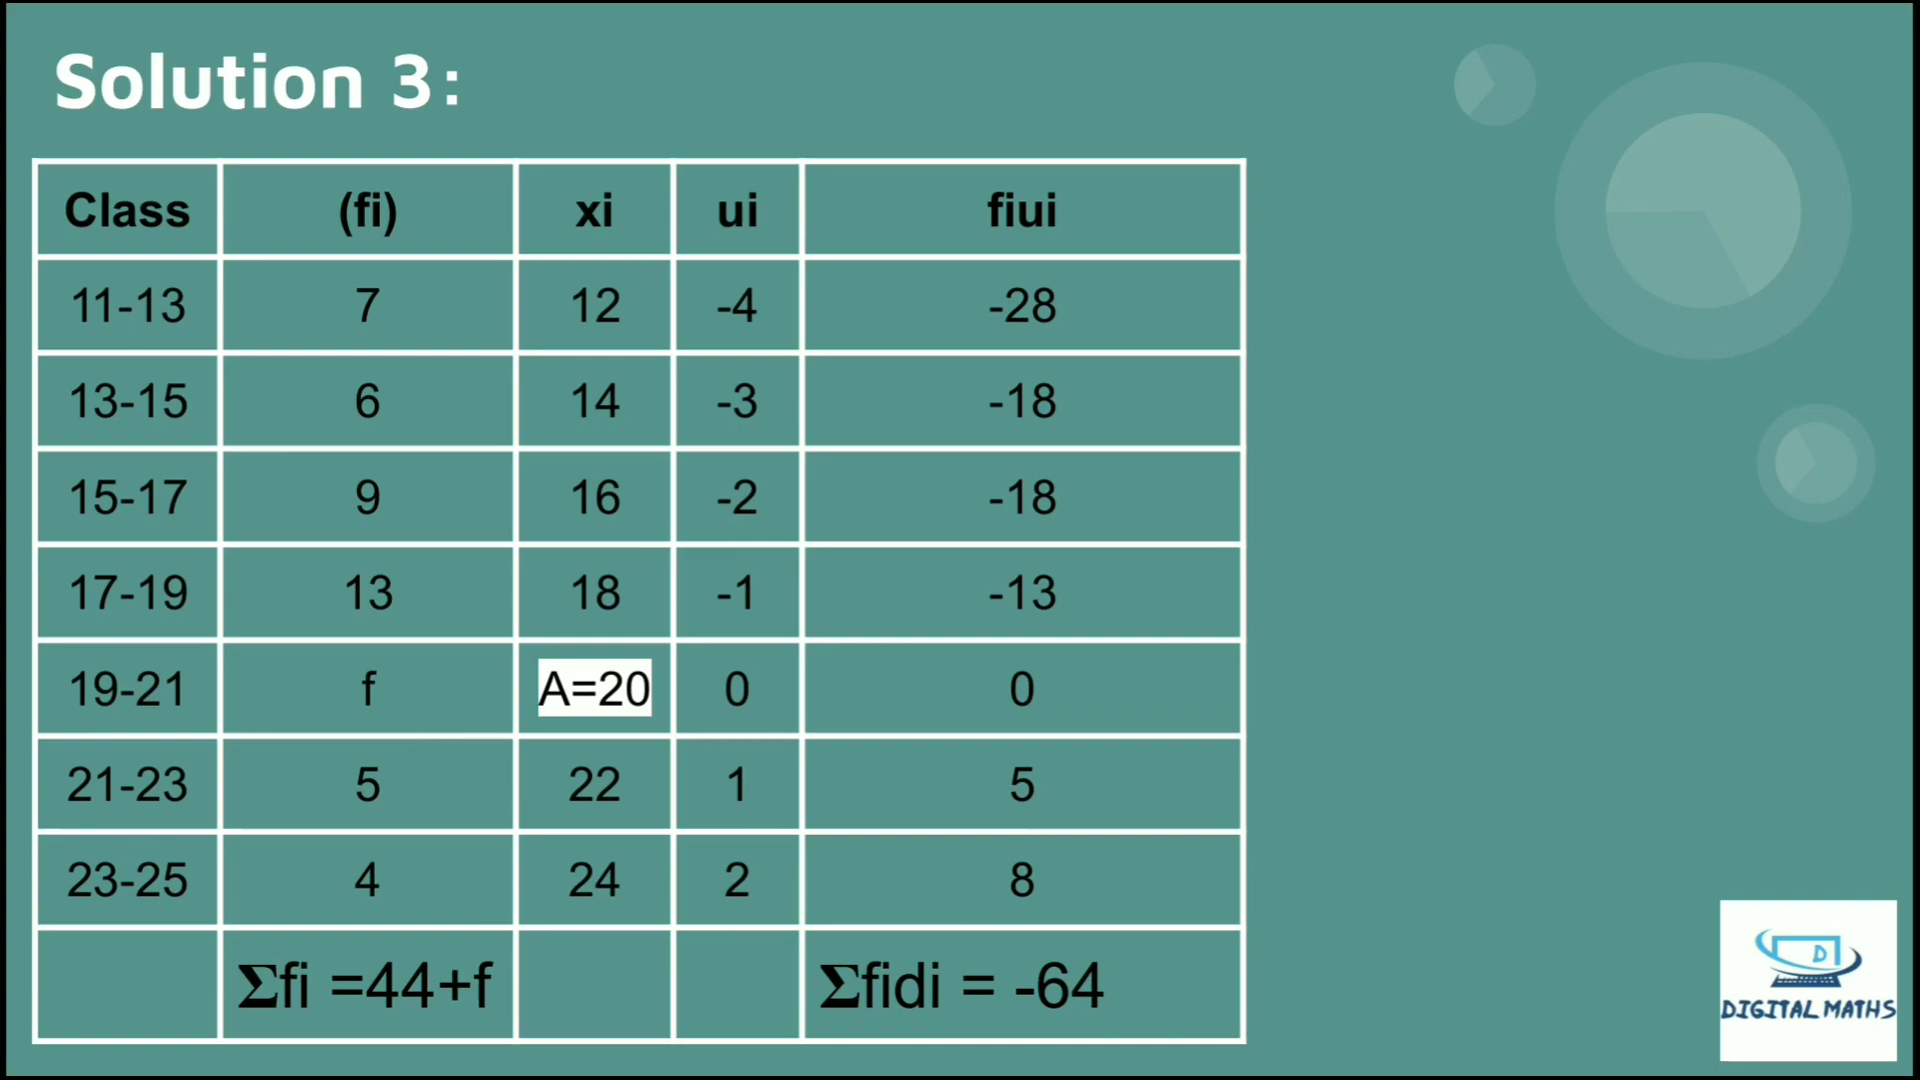 Solution 3:
Class (fi) xi ui fiui
11-13 7 12 -4 -28
13-15 6 14 -3 -18
15-17 9 16 -2 -18
17-19 13 18 -1 -13
19-21 f A=20 0 0
21-23 5 22 1 5
23-25 4 24 2 8
Σfi =44+f Σfidi = -64
D
DIGITAL MATHS